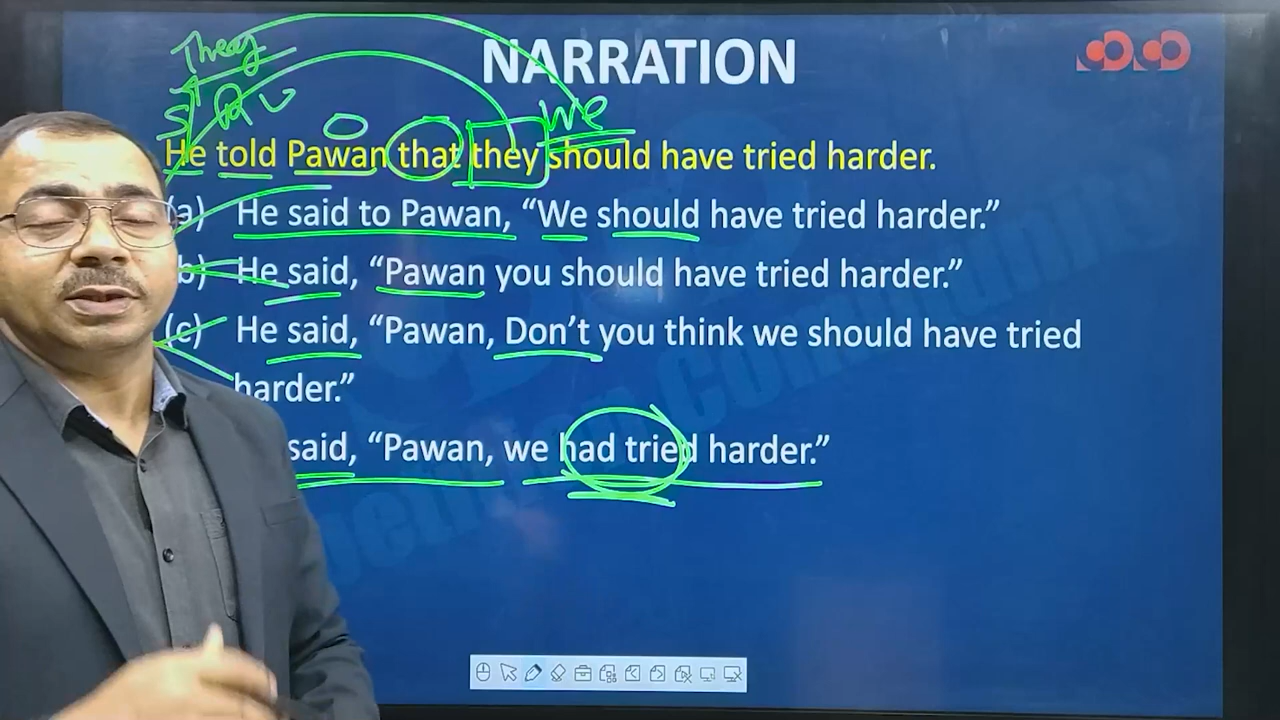 NARRATION
They
S
RV
we
He told Pawan that they should have tried harder.
(a) He said to Pawan, “We should have tried harder.”
(b) He said, “Pawan you should have tried harder.”
(c) He said, “Pawan, Don’t you think we should have tried
harder.”
said, “Pawan, we had tried harder.”